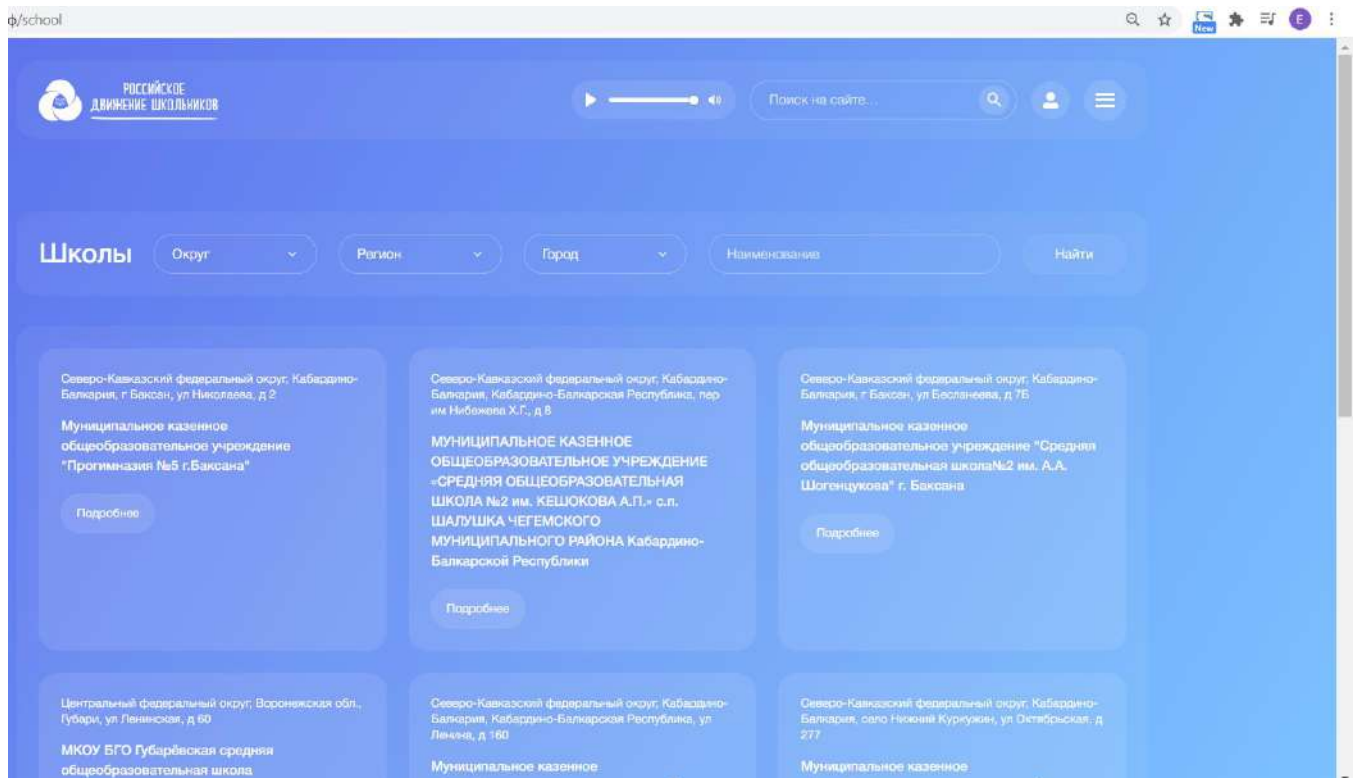 ф/school
New
E
РОССИЙСКОЕ
ДВИЖЕНИЕ ШКОЛЬНИКОВ
Поиск на сайте...
Школы
Округ
Регион
Город
Наименование
Найти
Северо-Кавказский федеральный округ, Кабардино-
Балкария, г Баксан, ул Николаева, д 2
Муниципальное казенное
общеобразовательное учреждение
"Прогимназия №5 г.Баксана"
Подробнее
Северо-Кавказский федеральный округ, Кабардино-
Балкария, Кабардино-Балкарская Республика, пер
им Нибежева Х.Г., д 8
МУНИЦИПАЛЬНОЕ КАЗЕННОЕ
ОБЩЕОБРАЗОВАТЕЛЬНОЕ УЧРЕЖДЕНИЕ
«СРЕДНЯЯ ОБЩЕОБРАЗОВАТЕЛЬНАЯ
ШКОЛА №2 им. КЕШОКОВА А.П.» с.п.
ШАЛУШКА ЧЕГЕМСКОГО
МУНИЦИПАЛЬНОГО РАЙОНА Кабардино-
Балкарской Республики
Подробнее
Северо-Кавказский федеральный округ, Кабардино-
Балкария, г Баксан, ул Бесланеева, д 7Б
Муниципальное казенное
общеобразовательное учреждение "Средняя
общеобразовательная школа№2 им. А.А.
Шогенцукова" г. Баксана
Подробнее
Центральный федеральный округ, Воронежская обл.,
Губари, ул Ленинская, д 60
МКОУ БГО Губарёвская средняя
общеобразовательная школа
Северо-Кавказский федеральный округ, Кабардино-
Балкария, Кабардино-Балкарская Республика, ул
Ленина, д 160
Муниципальное казенное
Северо-Кавказский федеральный округ, Кабардино-
Балкария, село Нижний Куркужин, ул Октябрьская, д
277
Муниципальное казенное